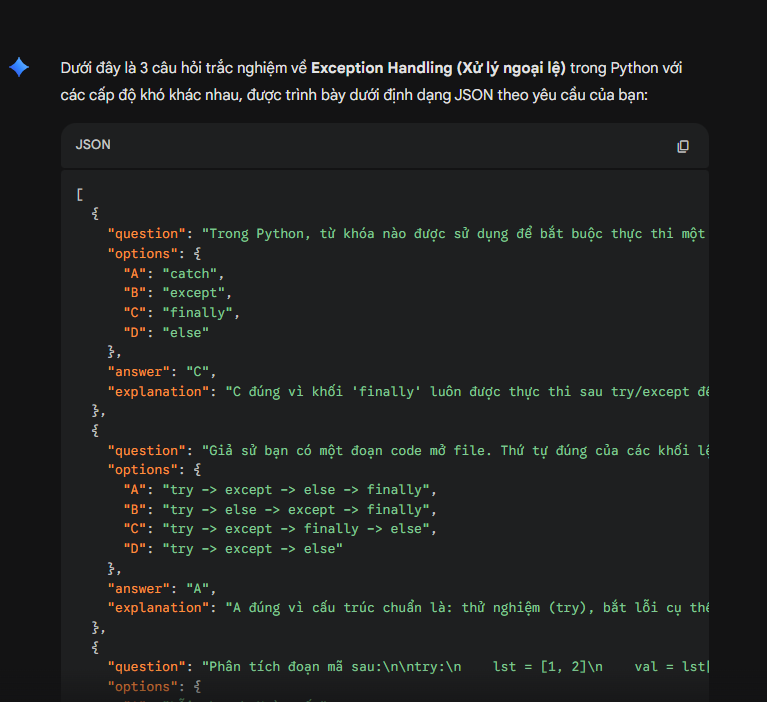 Dưới đây là 3 câu hỏi trắc nghiệm về Exception Handling (Xử lý ngoại lệ) trong Python với
các cấp độ khó khác nhau, được trình bày dưới định dạng JSON theo yêu cầu của bạn:
JSON
[
  {
    "question": "Trong Python, từ khóa nào được sử dụng để bắt buộc thực thi một
    "options": {
      "A": "catch",
      "B": "except",
      "C": "finally",
      "D": "else"
    },
    "answer": "C",
    "explanation": "C đúng vì khối 'finally' luôn được thực thi sau try/except
  },
  {
    "question": "Giả sử bạn có một đoạn code mở file. Thứ tự đúng của các khối
    "options": {
      "A": "try -> except -> else -> finally",
      "B": "try -> else -> except -> finally",
      "C": "try -> except -> finally -> else",
      "D": "try -> except -> else"
    },
    "answer": "A",
    "explanation": "A đúng vì cấu trúc chuẩn là: thử nghiệm (try), bắt lỗi cụ
  },
  {
    "question": "Phân tích đoạn mã sau:\n\ntry:\n    lst = [1, 2]\n    val = lst[
    "options": {